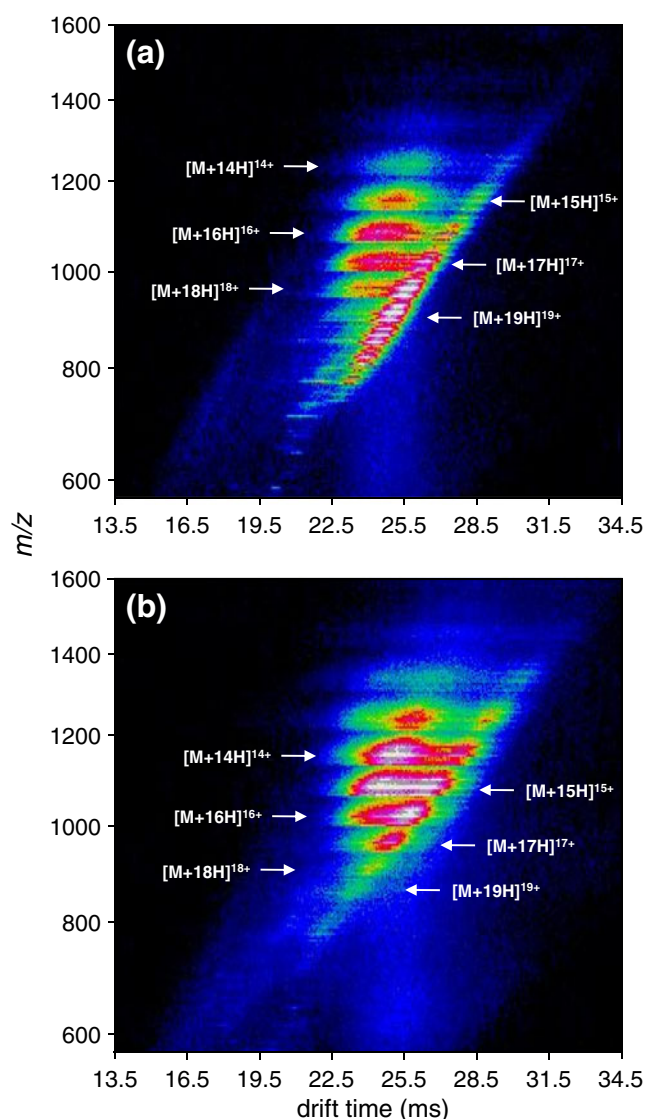 (a)
1600
1400
1200
1000
800
600
[M+14H]14+
[M+15H]15+
[M+16H]16+
[M+17H]17+
[M+18H]18+
[M+19H]19+
13.5 16.5 19.5 22.5 25.5 28.5 31.5 34.5
m/z
(b)
1600
1400
1200
1000
800
600
[M+14H]14+
[M+15H]15+
[M+16H]16+
[M+17H]17+
[M+18H]18+
[M+19H]19+
13.5 16.5 19.5 22.5 25.5 28.5 31.5 34.5
drift time (ms)